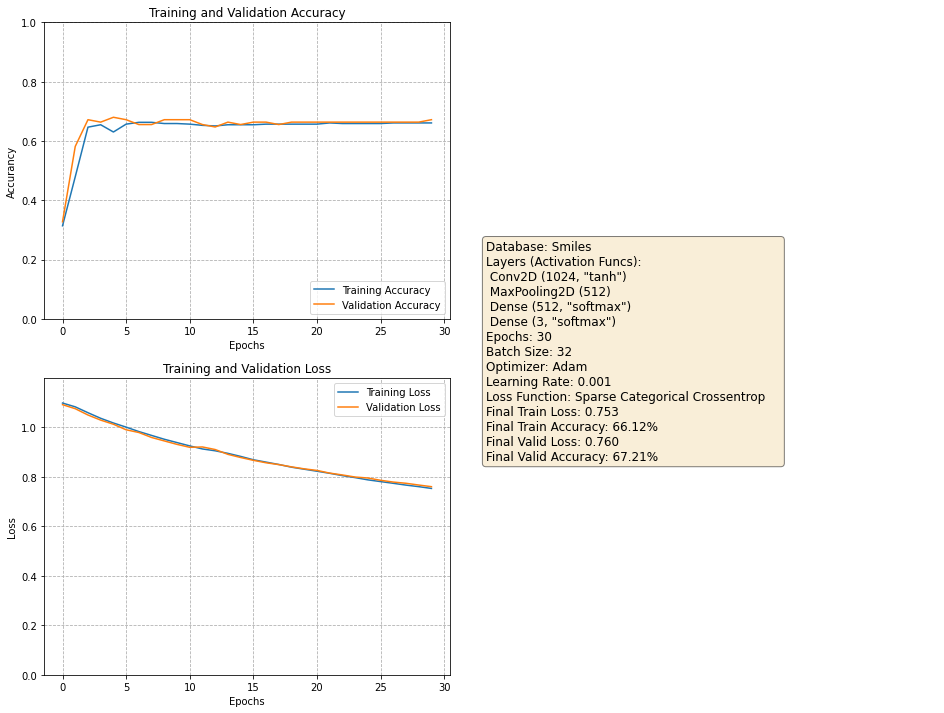 Training and Validation Accuracy
1.0
0.8
0.6
0.4
0.2
0.0
Accurancy
0 5 10 15 20 25 30
Epochs
Training Accuracy
Validation Accuracy
Training and Validation Loss
1.0
0.8
0.6
0.4
0.2
0.0
Loss
0 5 10 15 20 25 30
Epochs
Training Loss
Validation Loss
Database: Smiles
Layers (Activation Funcs):
Conv2D (1024, "tanh")
MaxPooling2D (512)
Dense (512, "softmax")
Dense (3, "softmax")
Epochs: 30
Batch Size: 32
Optimizer: Adam
Learning Rate: 0.001
Loss Function: Sparse Categorical Crossentrop
Final Train Loss: 0.753
Final Train Accuracy: 66.12%
Final Valid Loss: 0.760
Final Valid Accuracy: 67.21%